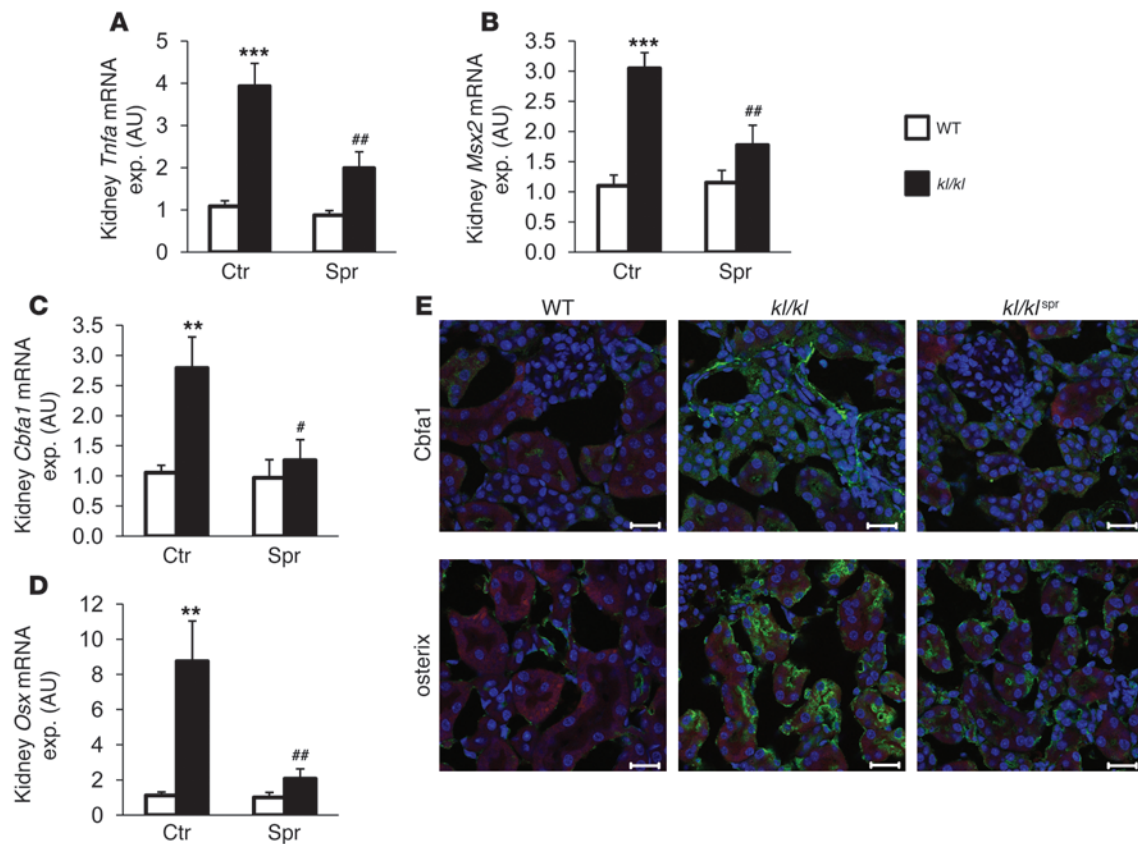 A
Kidney Tnfa mRNA
exp. (AU)
5
4
3
2
1
0
***
##
Ctr
Spr
B
Kidney Msx2 mRNA
exp. (AU)
3.5
3.0
2.5
2.0
1.5
1.0
0.5
0.0
***
##
Ctr
Spr
WT
kl/kl
C
Kidney Cbfa1 mRNA
exp. (AU)
3.5
3.0
2.5
2.0
1.5
1.0
0.5
0.0
**
#
Ctr
Spr
D
Kidney Osx mRNA
exp. (AU)
12
10
8
6
4
2
0
**
##
Ctr
Spr
E
WT
kl/kl
kl/kl spr
Cbfa1
osterix